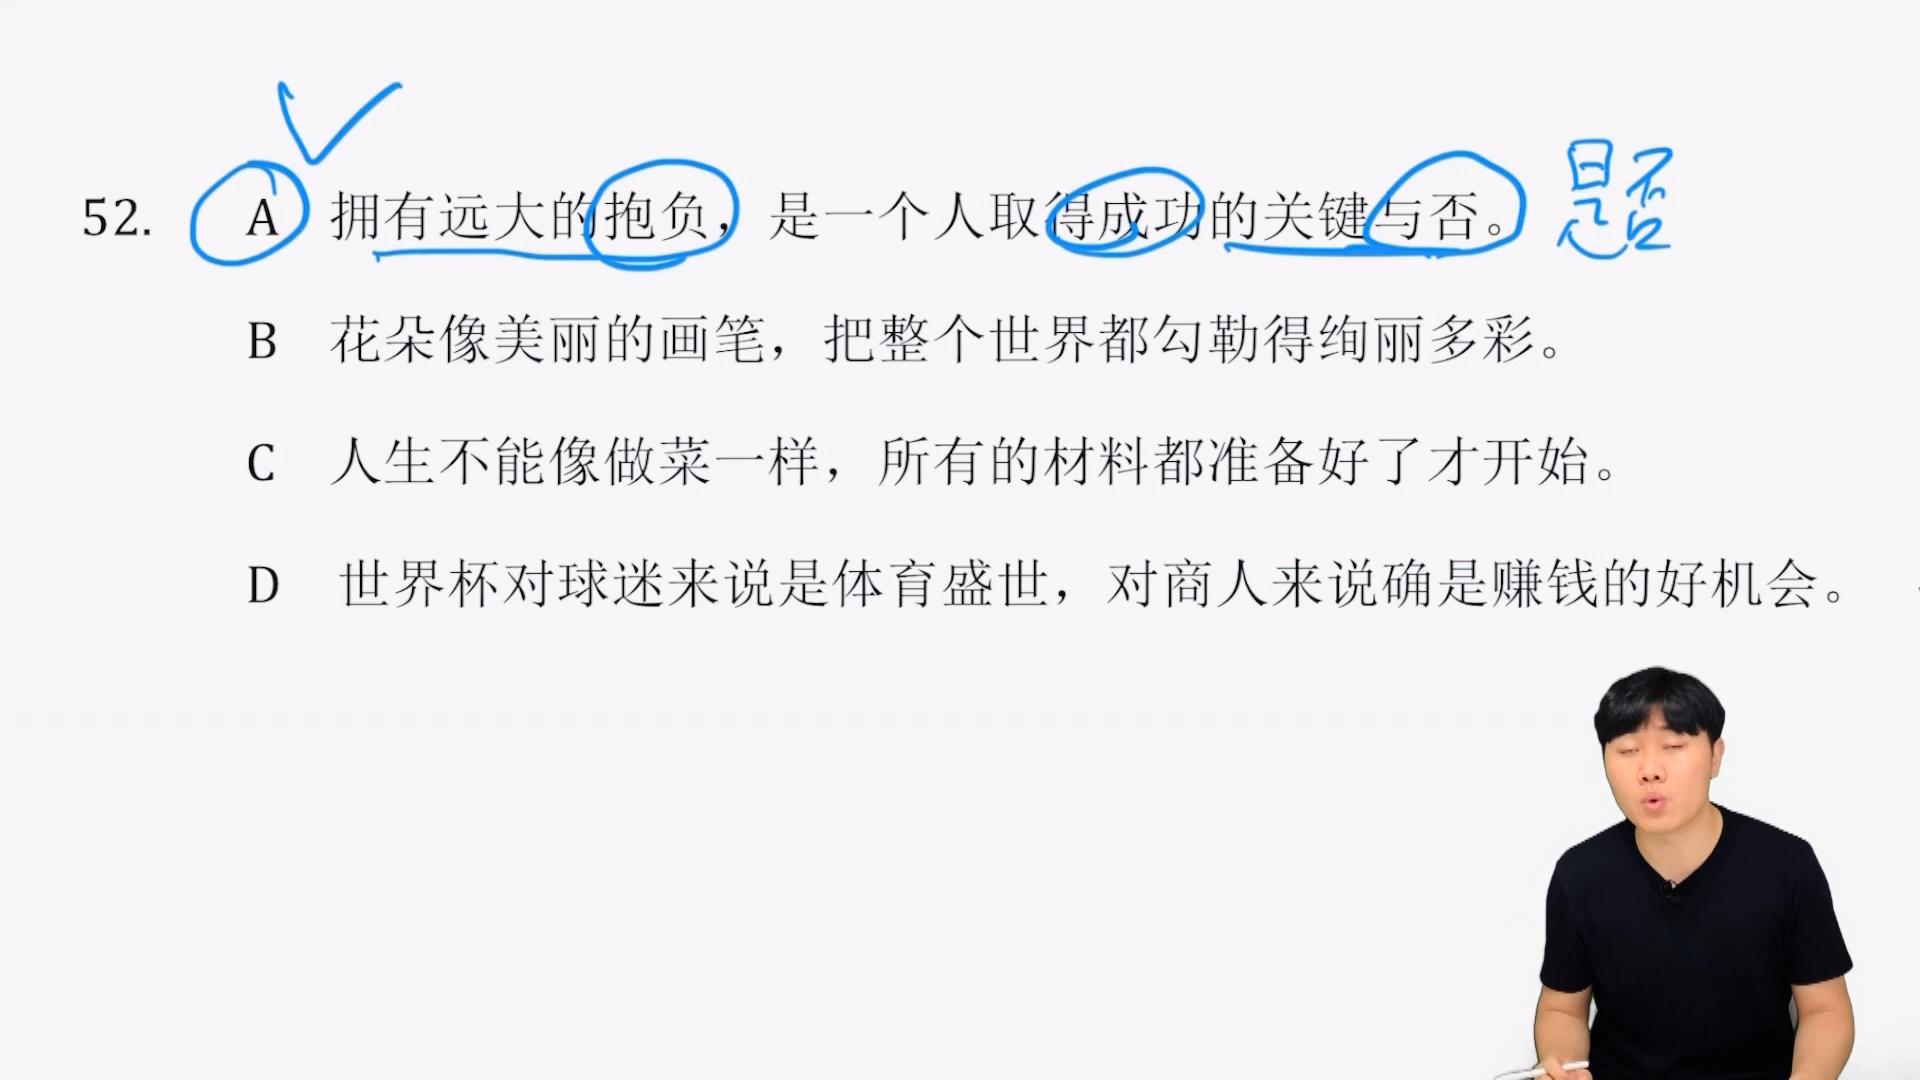 52. A 拥有远大的抱负，是一个人取得成功的关键与否。 是否
B 花朵像美丽的画笔，把整个世界都勾勒得绚丽多彩。
C 人生不能像做菜一样，所有的材料都准备好了才开始。
D 世界杯对球迷来说是体育盛世，对商人来说确是赚钱的好机会。